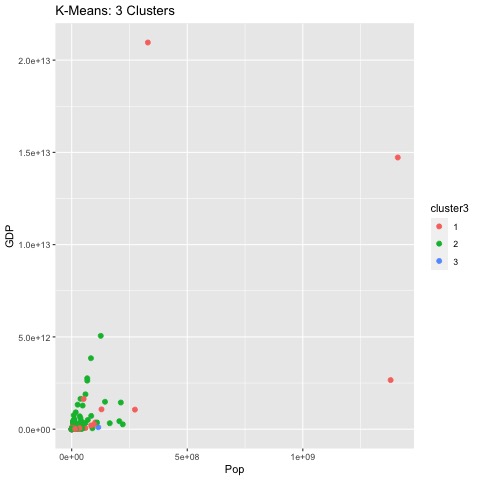 K-Means: 3 Clusters
2.0e+13
1.5e+13
1.0e+13
5.0e+12
0.0e+00
GDP
0e+00
5e+08
1e+09
Pop
cluster3
1
2
3